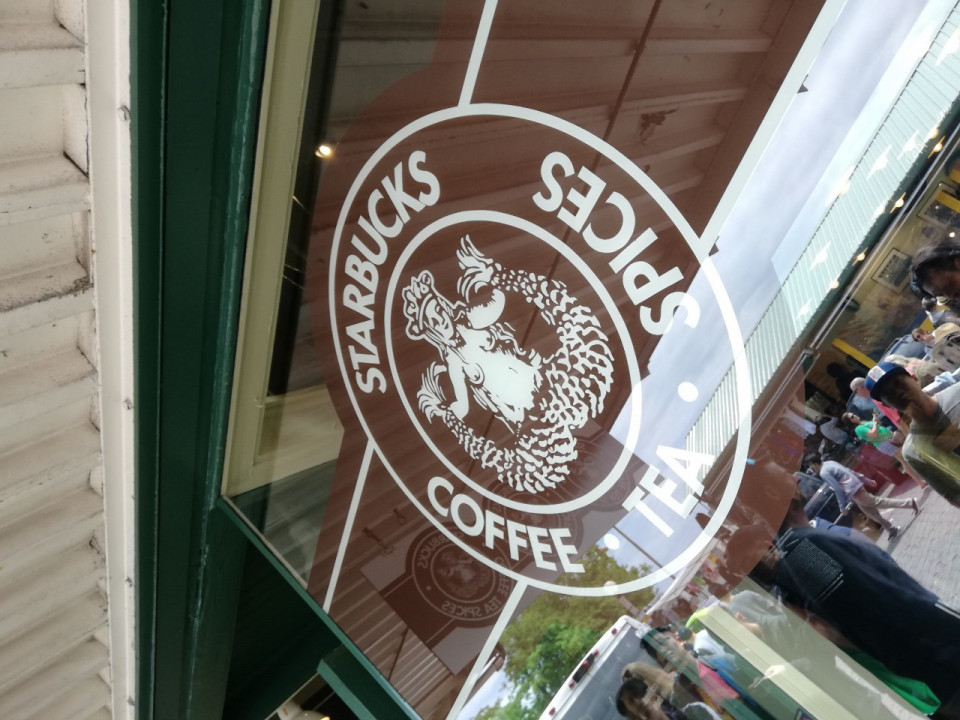 STARBUCKS
COFFEE • TEA • SPICES